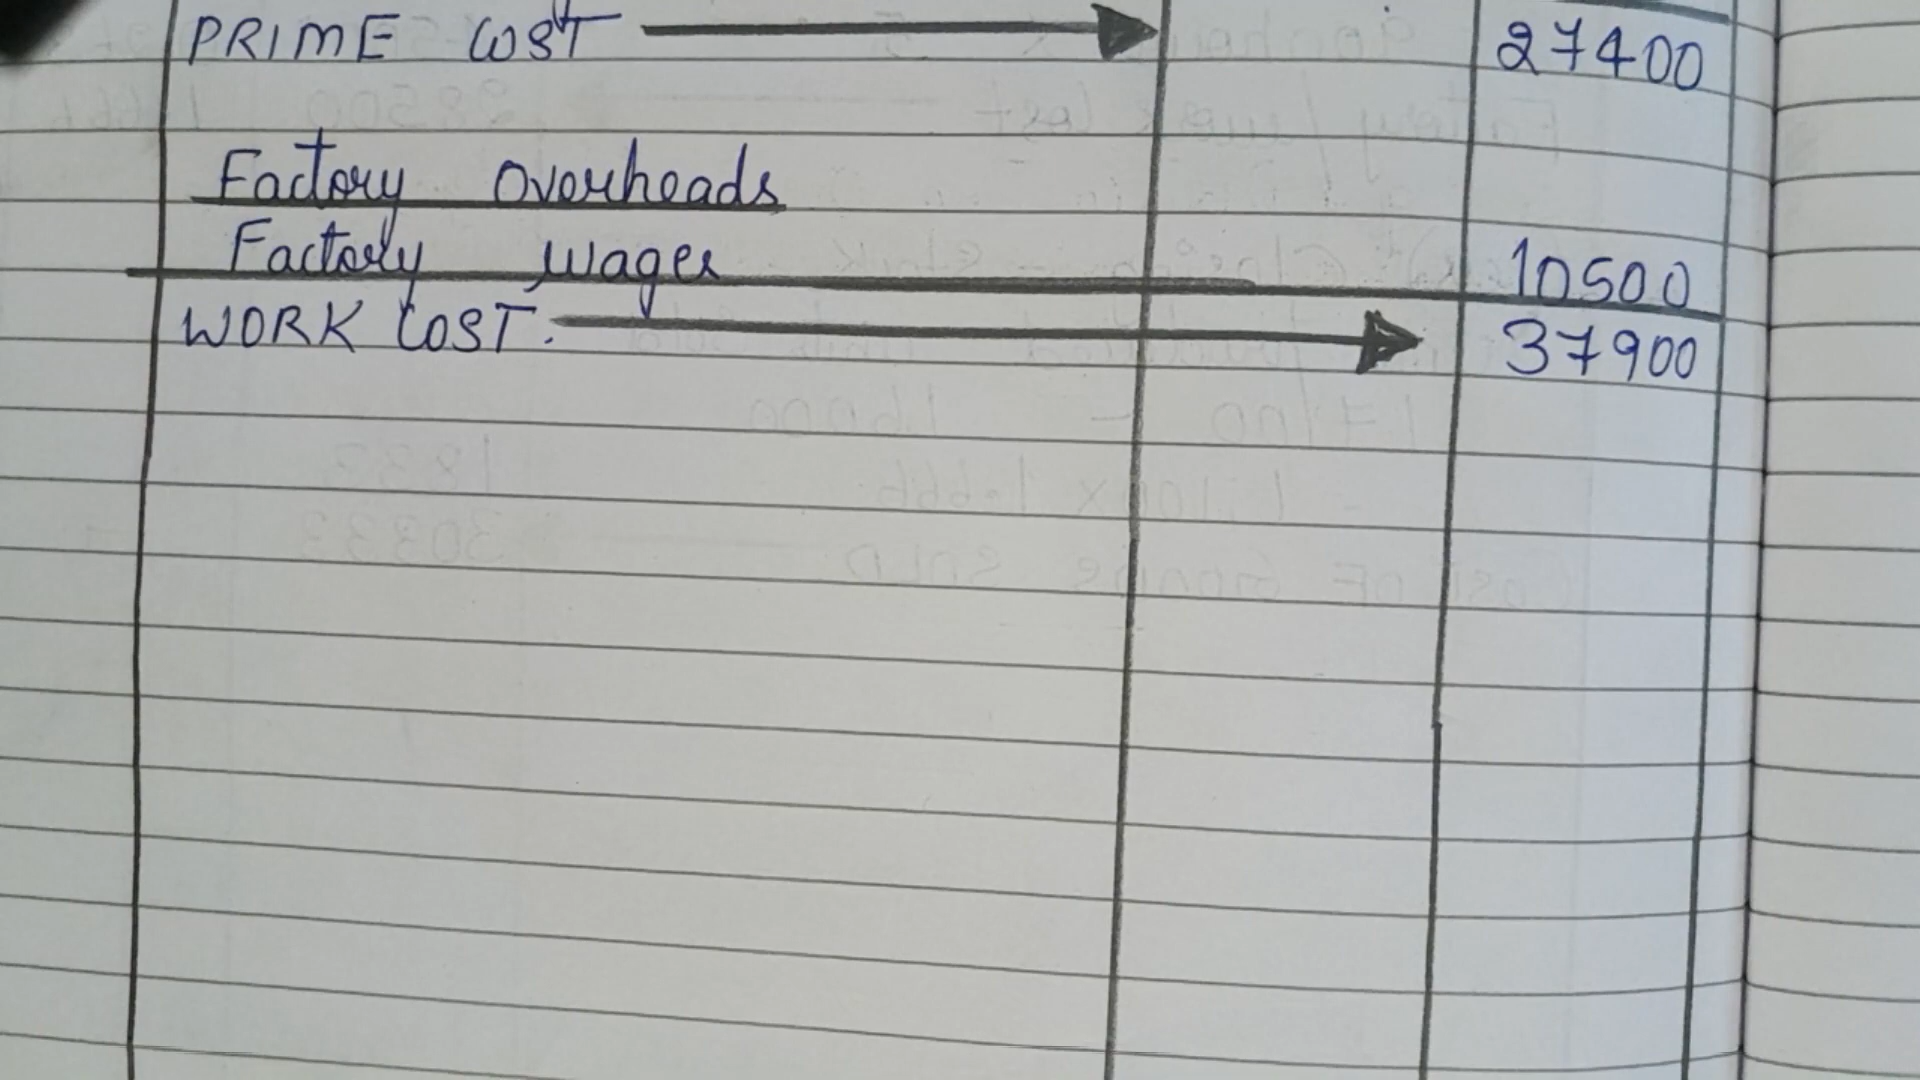 PRIME COST 27400
Factory Overheads
Factory wages 10500
WORK COST. 37900